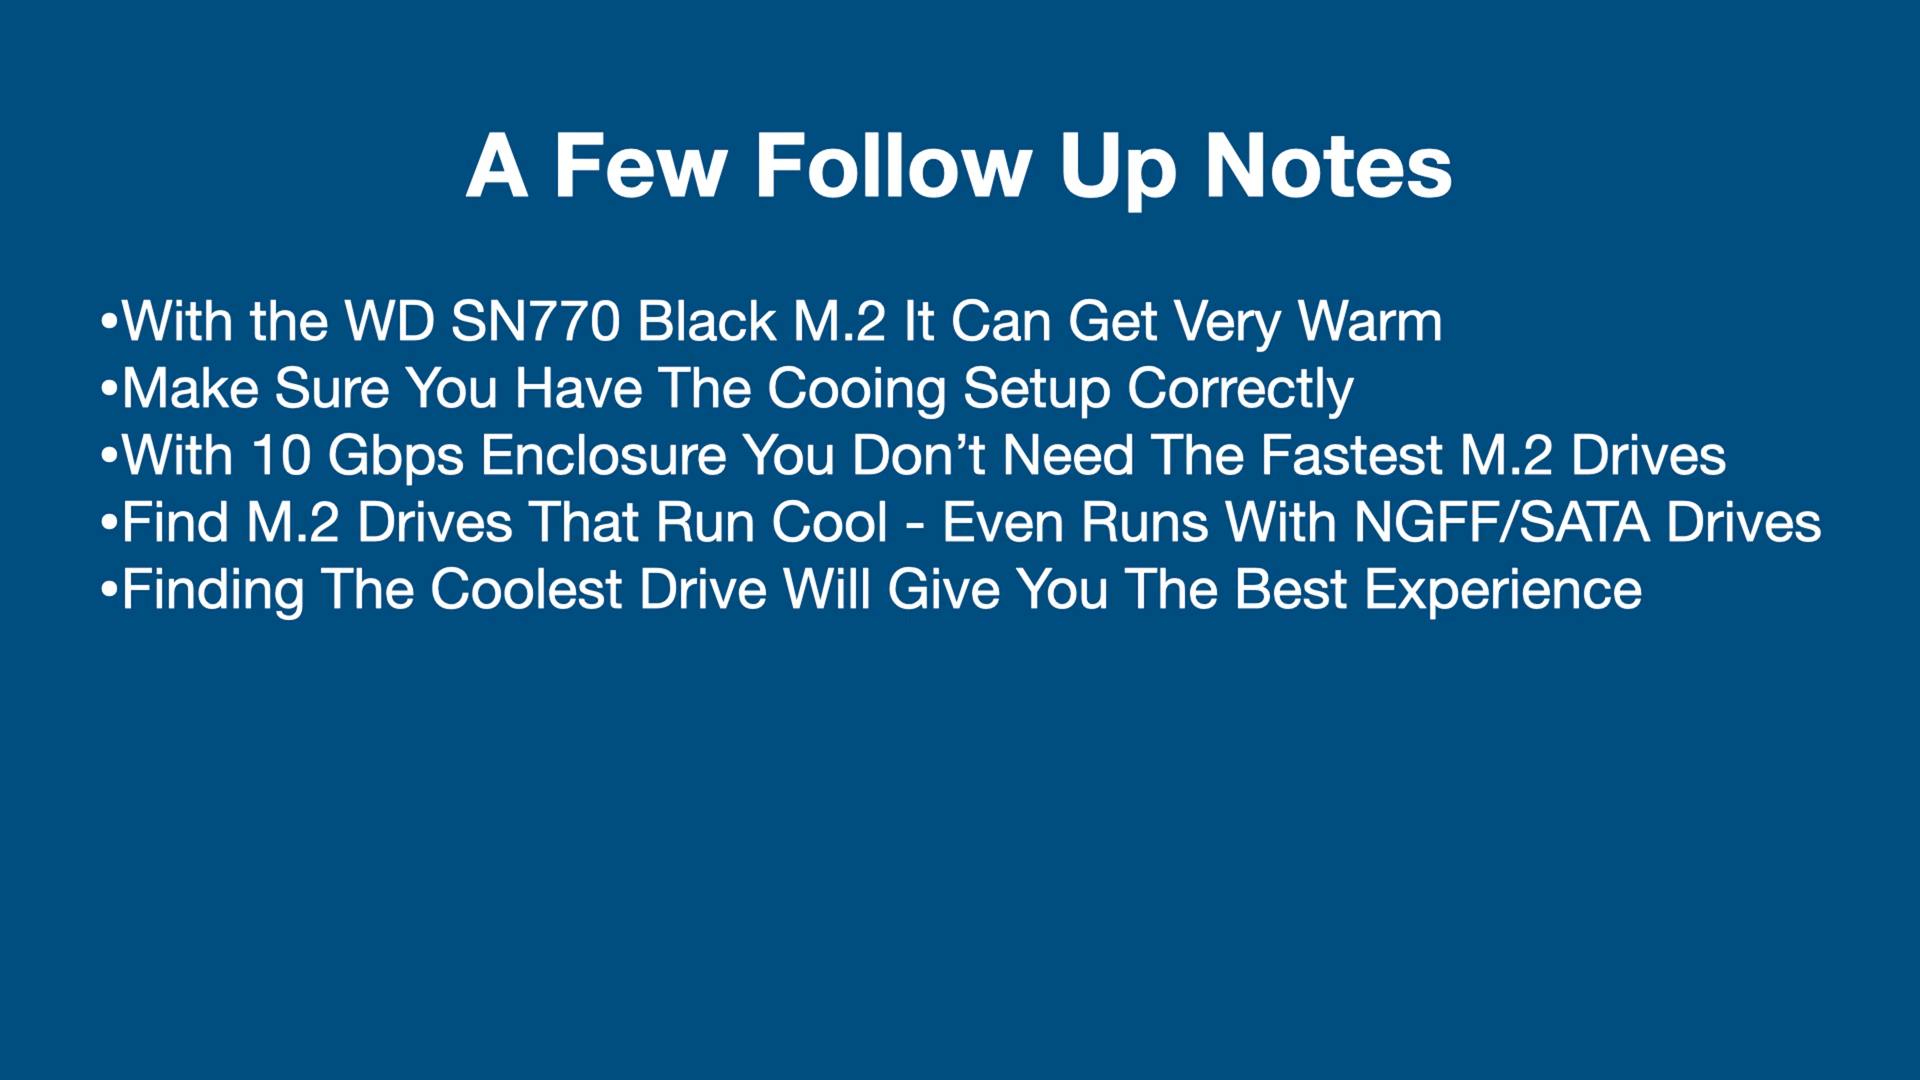 A Few Follow Up Notes
•With the WD SN770 Black M.2 It Can Get Very Warm
•Make Sure You Have The Cooing Setup Correctly
•With 10 Gbps Enclosure You Don’t Need The Fastest M.2 Drives
•Find M.2 Drives That Run Cool - Even Runs With NGFF/SATA Drives
•Finding The Coolest Drive Will Give You The Best Experience